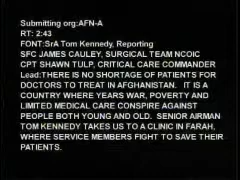 Submitting org:AFN-A
RT: 2:43
FONT:SrA Tom Kennedy, Reporting
SFC JAMES CAULEY, SURGICAL TEAM NCOIC
CPT SHAWN TULP, CRITICAL CARE COMMANDER
Lead:THERE IS NO SHORTAGE OF PATIENTS FOR
DOCTORS TO TREAT IN AFGHANISTAN. IT IS A
COUNTRY WHERE YEARS WAR, POVERTY AND
LIMITED MEDICAL CARE CONSPIRE AGAINST
PEOPLE BOTH YOUNG AND OLD. SENIOR AIRMAN
TOM KENNEDY TAKES US TO A CLINIC IN FARAH,
WHERE SERVICE MEMBERS FIGHT TO SAVE THEIR
PATIENTS.